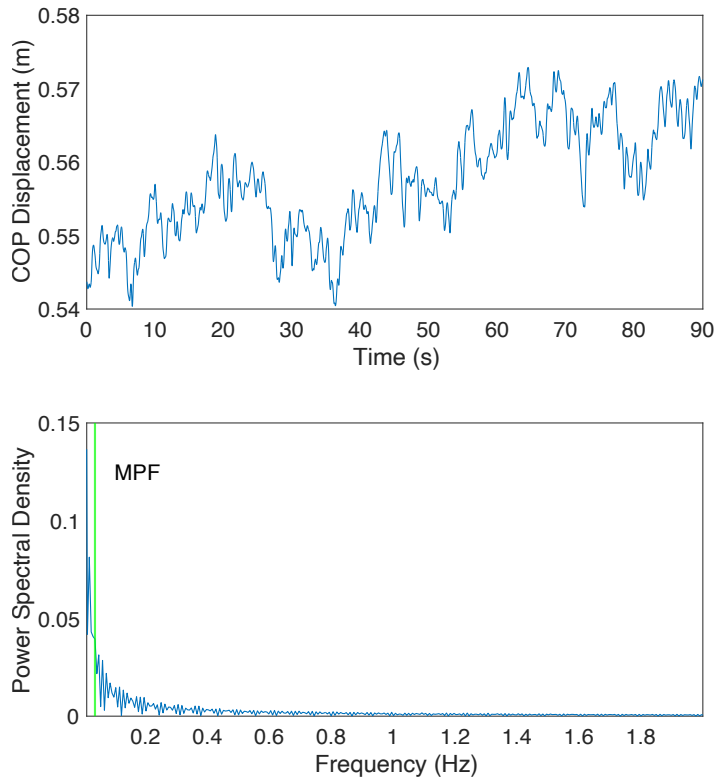 0.58
0.57
0.56
0.55
0.54
COP Displacement (m)
0 10 20 30 40 50 60 70 80 90
Time (s)
0.15
0.1
0.05
0
Power Spectral Density
MPF
0.2 0.4 0.6 0.8 1 1.2 1.4 1.6 1.8
Frequency (Hz)